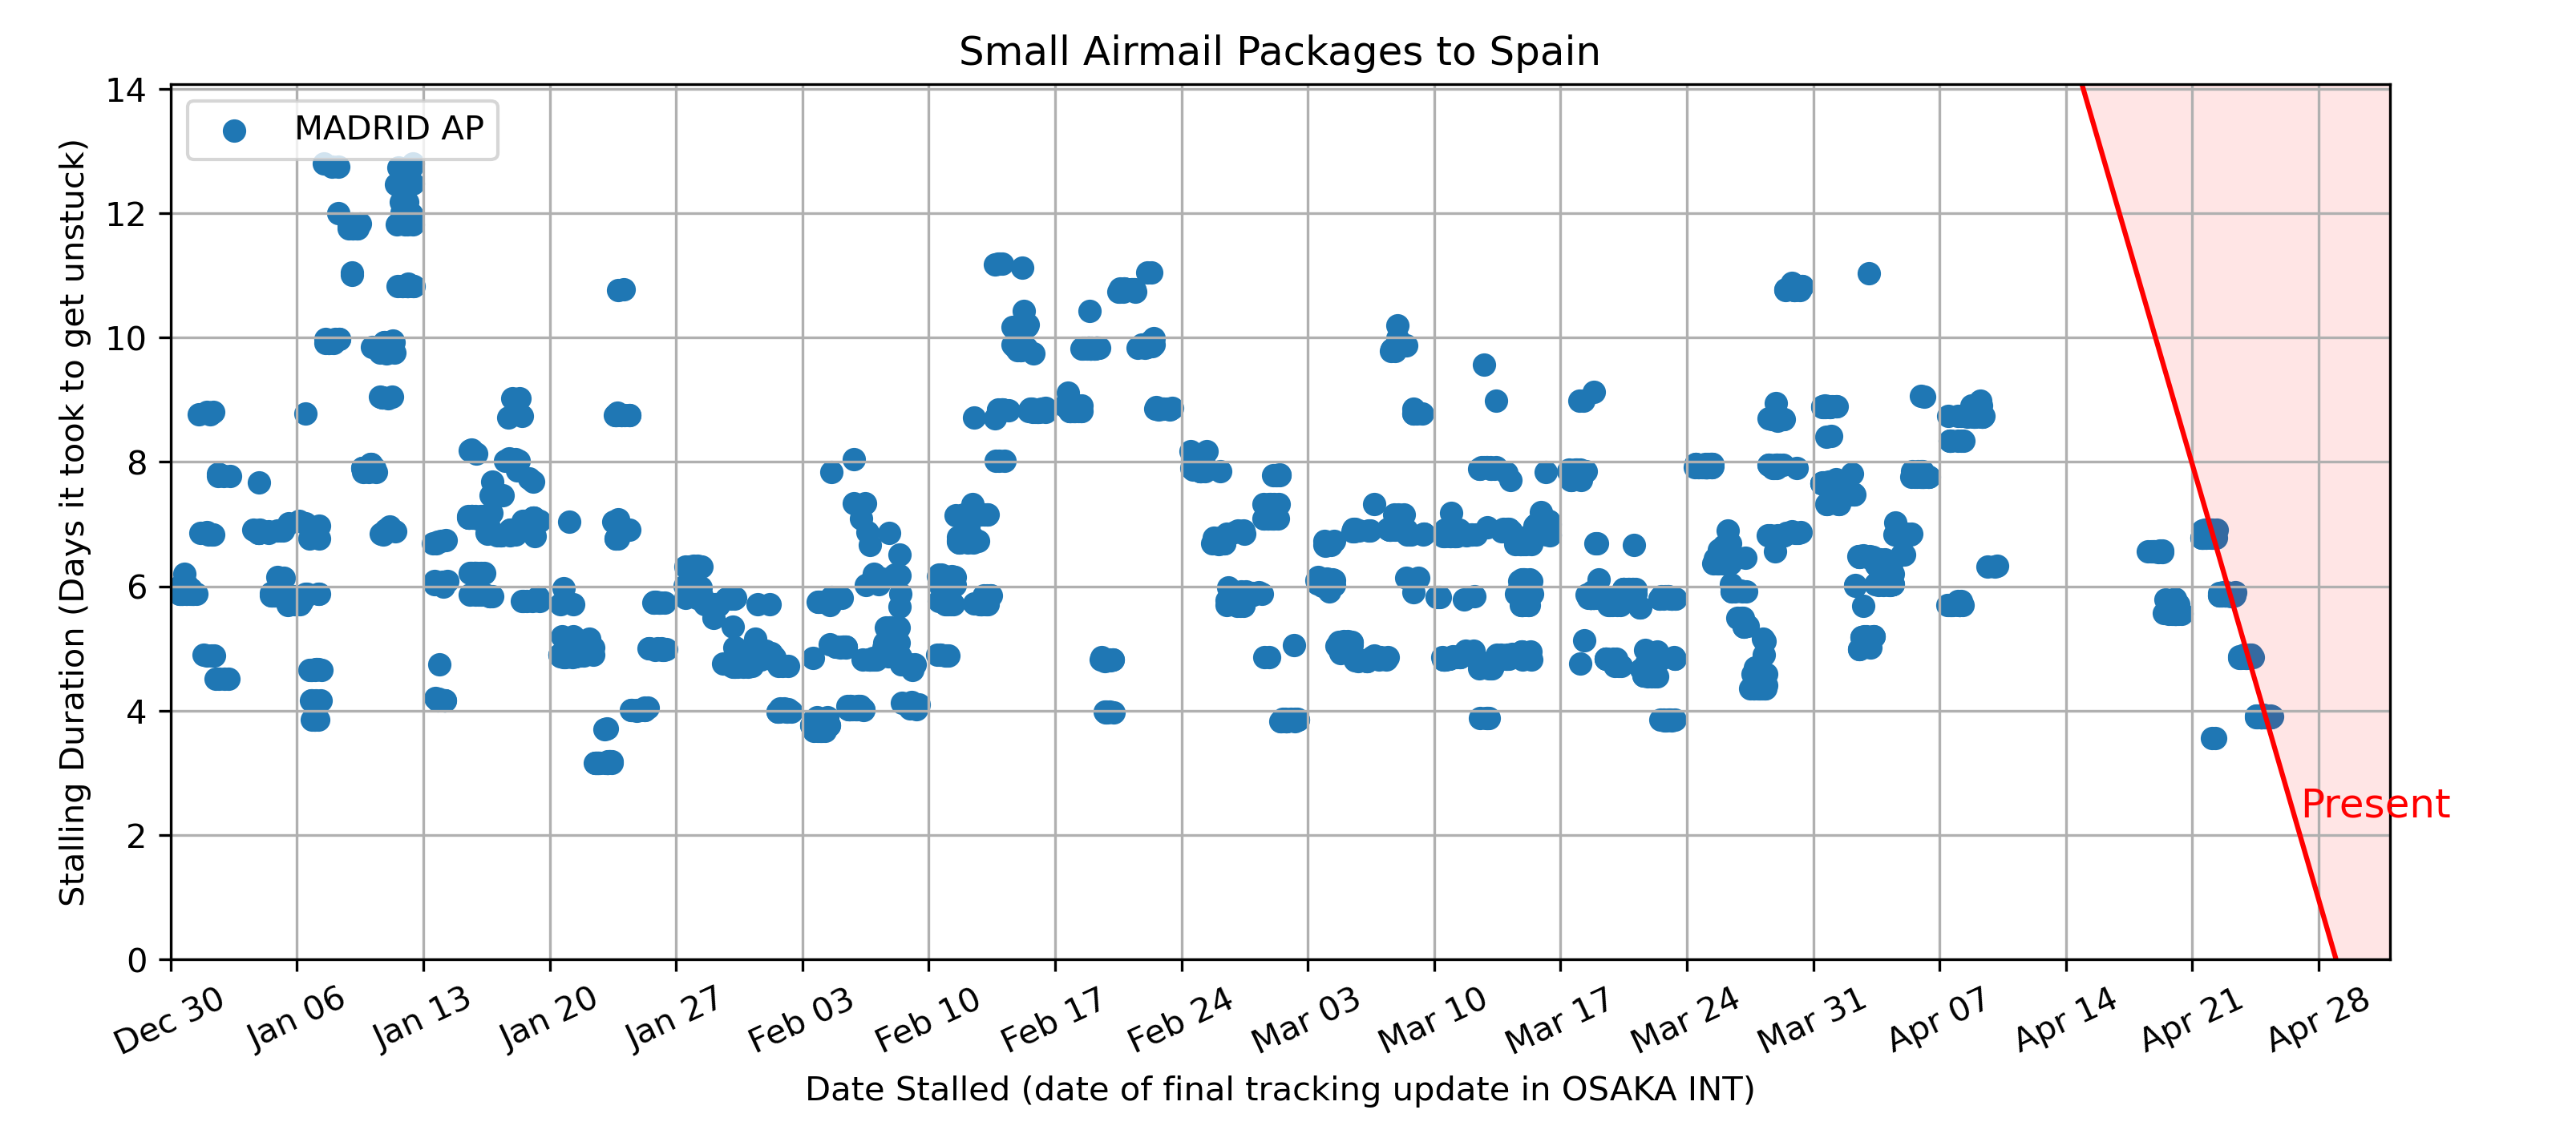 Small Airmail Packages to Spain
MADRID AP
Stalling Duration (Days it took to get unstuck)
14
12
10
8
6
4
2
0
Present
Dec 30
Jan 06
Jan 13
Jan 20
Jan 27
Feb 03
Feb 10
Feb 17
Feb 24
Mar 03
Mar 10
Mar 17
Mar 24
Mar 31
Apr 07
Apr 14
Apr 21
Apr 28
Date Stalled (date of final tracking update in OSAKA INT)